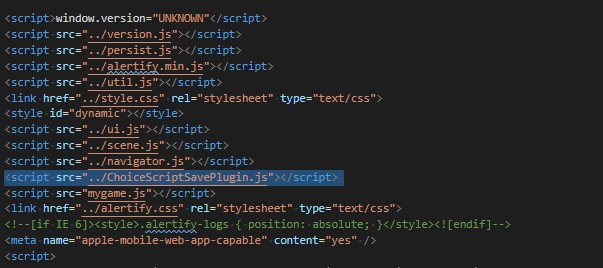 <script>window.version="UNKNOWN"</script>
<script src="../version.js"></script>
<script src="../persist.js"></script>
<script src="../alertify.min.js"></script>
<script src="../util.js"></script>
<link href="../style.css" rel="stylesheet" type="text/css">
<style id="dynamic"></style>
<script src="../ui.js"></script>
<script src="../scene.js"></script>
<script src="../navigator.js"></script>
<script src="../ChoiceScriptSavePlugin.js"></script>
<script src="mygame.js"></script>
<link href="../alertify.css" rel="stylesheet" type="text/css">
<!--[if IE 6]><style>.alertify-logs { position: absolute; }</style><![endif]-->
<meta name="apple-mobile-web-app-capable" content="yes" />
<script>